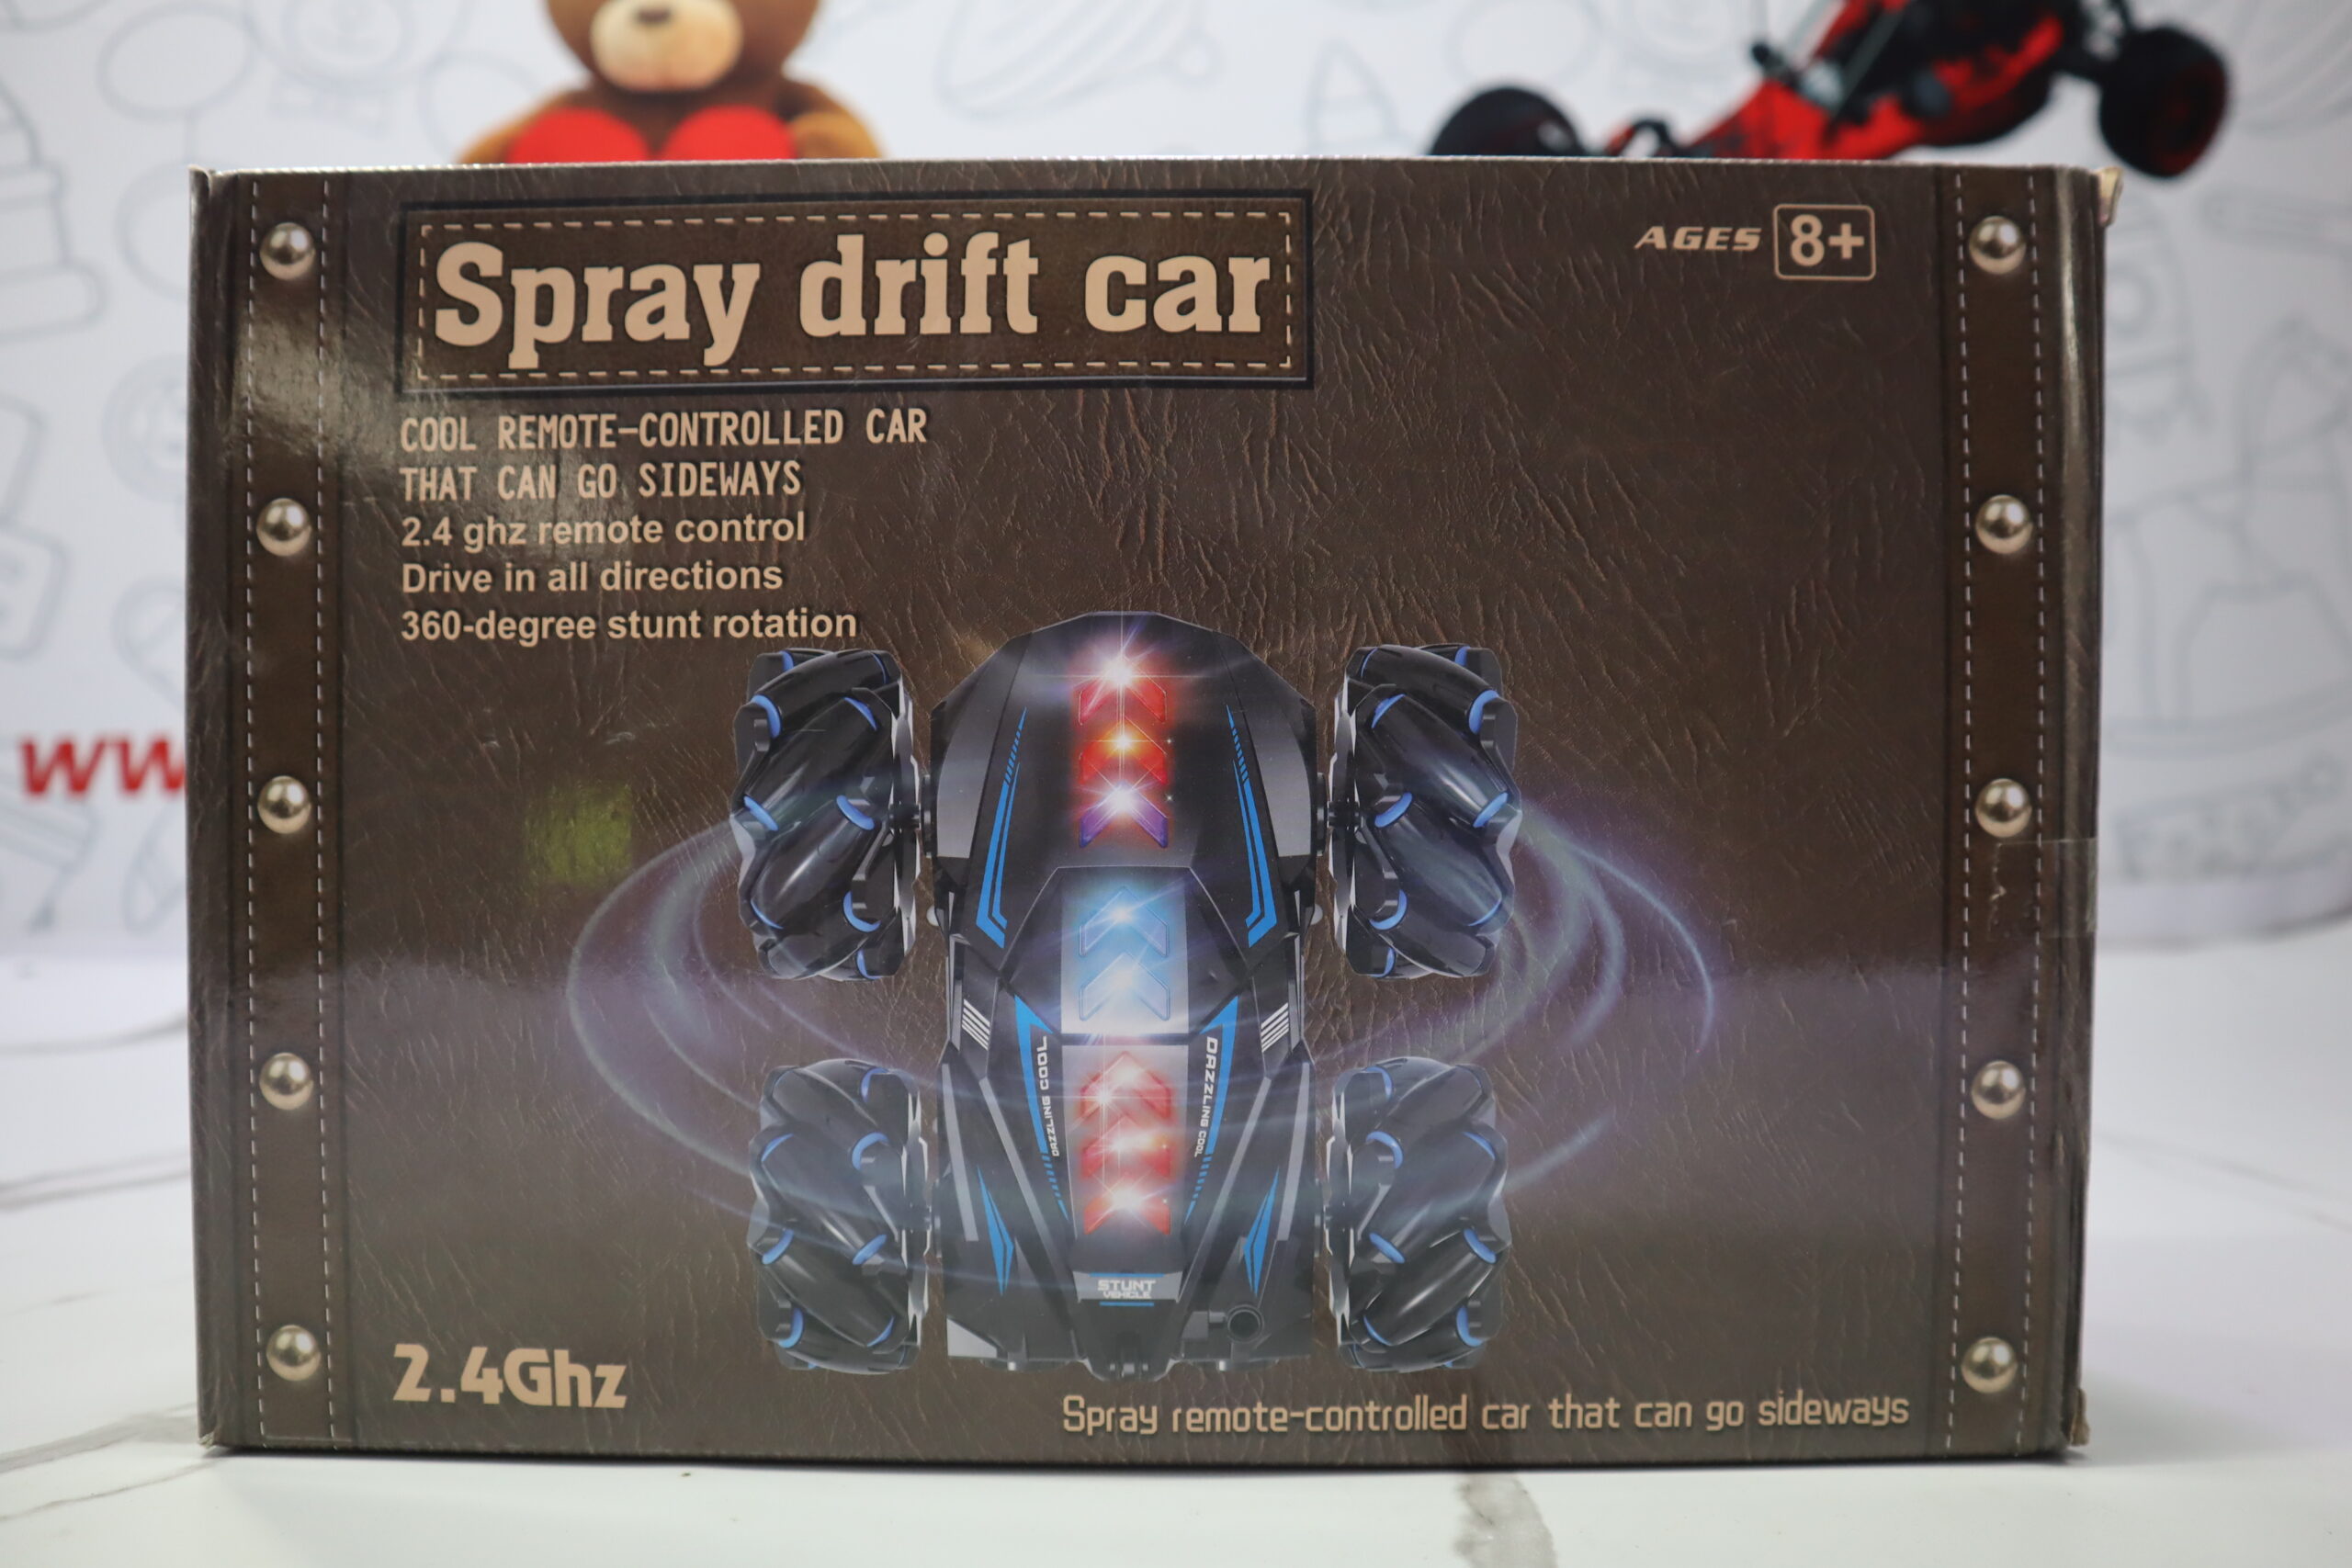 Spray drift car
AGES 8+
COOL REMOTE-CONTROLLED CAR
THAT CAN GO SIDEWAYS
2.4 ghz remote control
Drive in all directions
360-degree stunt rotation
ww
DAZZLING COOL
DAZZLING COOL
STUNT
VEHICLE
2.4Ghz
Spray remote-controlled car that can go sideways